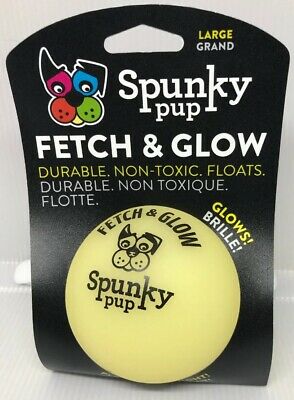 LARGE
GRAND
Spunky
pup
FETCH & GLOW
DURABLE. NON-TOXIC. FLOATS.
DURABLE. NON TOXIQUE.
FLOTTE.
GLOWS!
BRILLE!
FETCH & GLOW
Spunky
pup